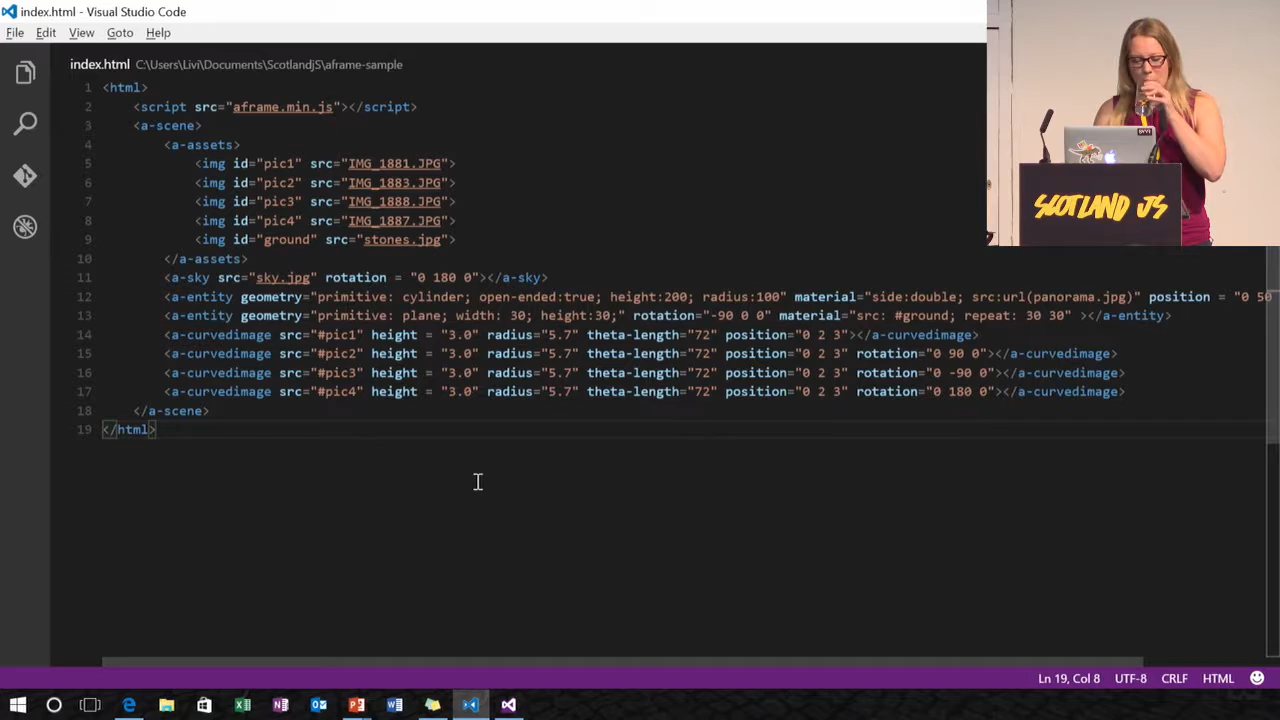 index.html - Visual Studio Code
File Edit View Goto Help
index.html C:\Users\Livi\Documents\ScotlandjS\aframe-sample
1 <html>
2 <script src="aframe.min.js"></script>
3 <a-scene>
4 <a-assets>
5 <img id="pic1" src="IMG_1881.JPG">
6 <img id="pic2" src="IMG_1883.JPG">
7 <img id="pic3" src="IMG_1888.JPG">
8 <img id="pic4" src="IMG_1887.JPG">
9 <img id="ground" src="stones.jpg">
10 </a-assets>
11 <a-sky src="sky.jpg" rotation = "0 180 0"></a-sky>
12 <a-entity geometry="primitive: cylinder; open-ended:true; height:200; radius:100" material="side:double; src:url(panorama.jpg)" position = "0 50
13 <a-entity geometry="primitive: plane; width: 30; height:30;" rotation="-90 0 0" material="src: #ground; repeat: 30 30" ></a-entity>
14 <a-curvedimage src="#pic1" height = "3.0" radius="5.7" theta-length="72" position="0 2 3"></a-curvedimage>
15 <a-curvedimage src="#pic2" height = "3.0" radius="5.7" theta-length="72" position="0 2 3" rotation="0 90 0"></a-curvedimage>
16 <a-curvedimage src="#pic3" height = "3.0" radius="5.7" theta-length="72" position="0 2 3" rotation="0 -90 0"></a-curvedimage>
17 <a-curvedimage src="#pic4" height = "3.0" radius="5.7" theta-length="72" position="0 2 3" rotation="0 180 0"></a-curvedimage>
18 </a-scene>
19 </html>
SCOTLAND JS
Ln 19, Col 8 UTF-8 CRLF HTML